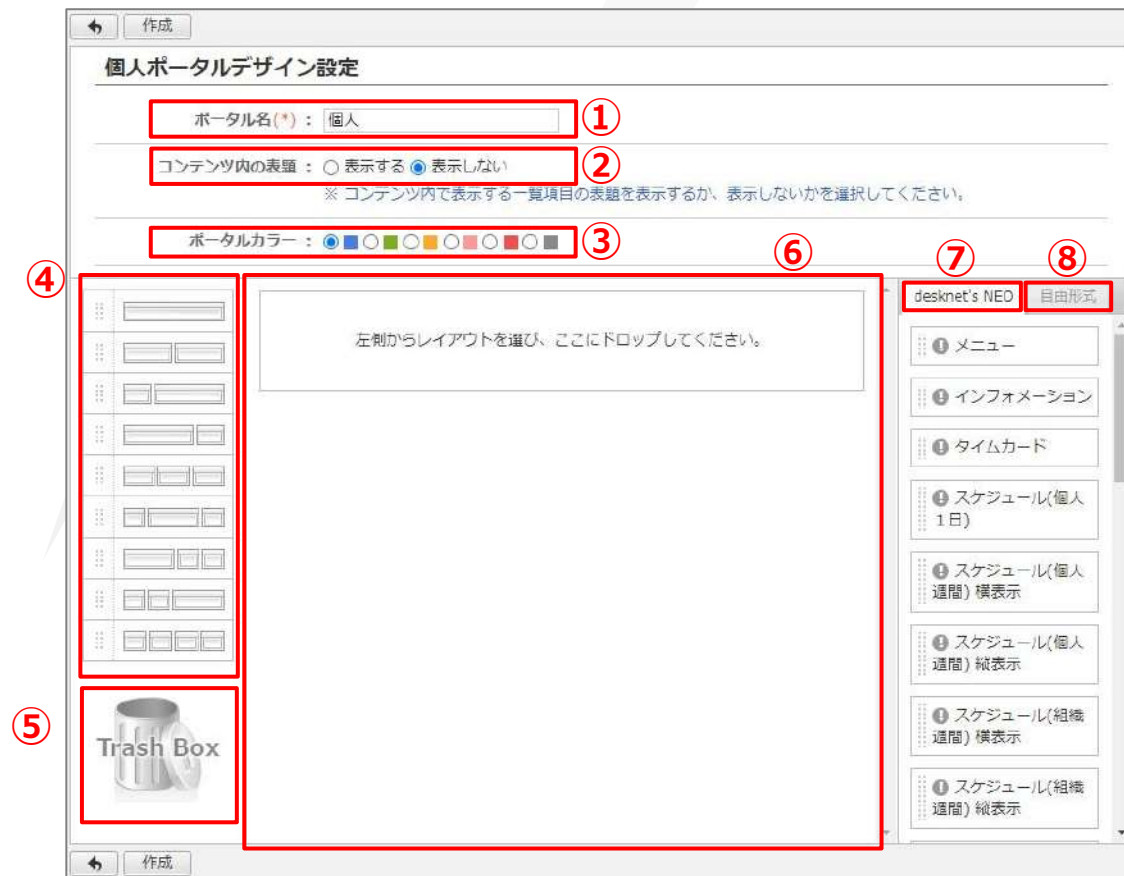 作成
個人ポータルデザイン設定
ポータル名(*) : 個人 ①
コンテンツ内の表題 : 表示する 表示しない ②
※ コンテンツ内で表示する一覧項目の表題を表示するか、表示しないかを選択してください。
ポータルカラー : ③
④ ⑥ ⑦ ⑧
desknet's NEO 自由形式
左側からレイアウトを選び、ここにドロップしてください。
メニュー
インフォメーション
タイムカード
スケジュール(個人
1日)
スケジュール(個人
週間) 横表示
スケジュール(個人
週間) 縦表示
スケジュール(組織
週間) 横表示
スケジュール(組織
週間) 縦表示
⑤
Trash Box
作成